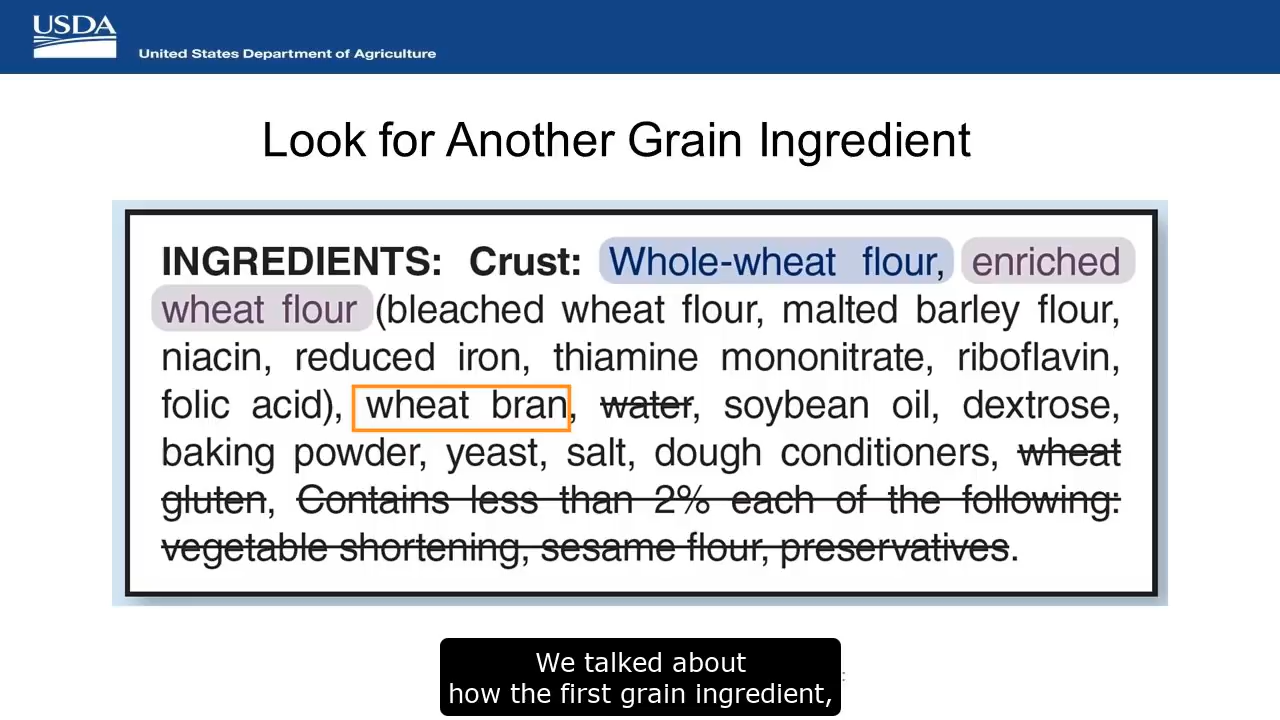 USDA
United States Department of Agriculture
Look for Another Grain Ingredient
INGREDIENTS: Crust: Whole-wheat flour, enriched
wheat flour (bleached wheat flour, malted barley flour,
niacin, reduced iron, thiamine mononitrate, riboflavin,
folic acid), wheat bran, water, soybean oil, dextrose,
baking powder, yeast, salt, dough conditioners, wheat
gluten, Contains less than 2% each of the following:
vegetable shortening, sesame flour, preservatives.
We talked about
how the first grain ingredient,